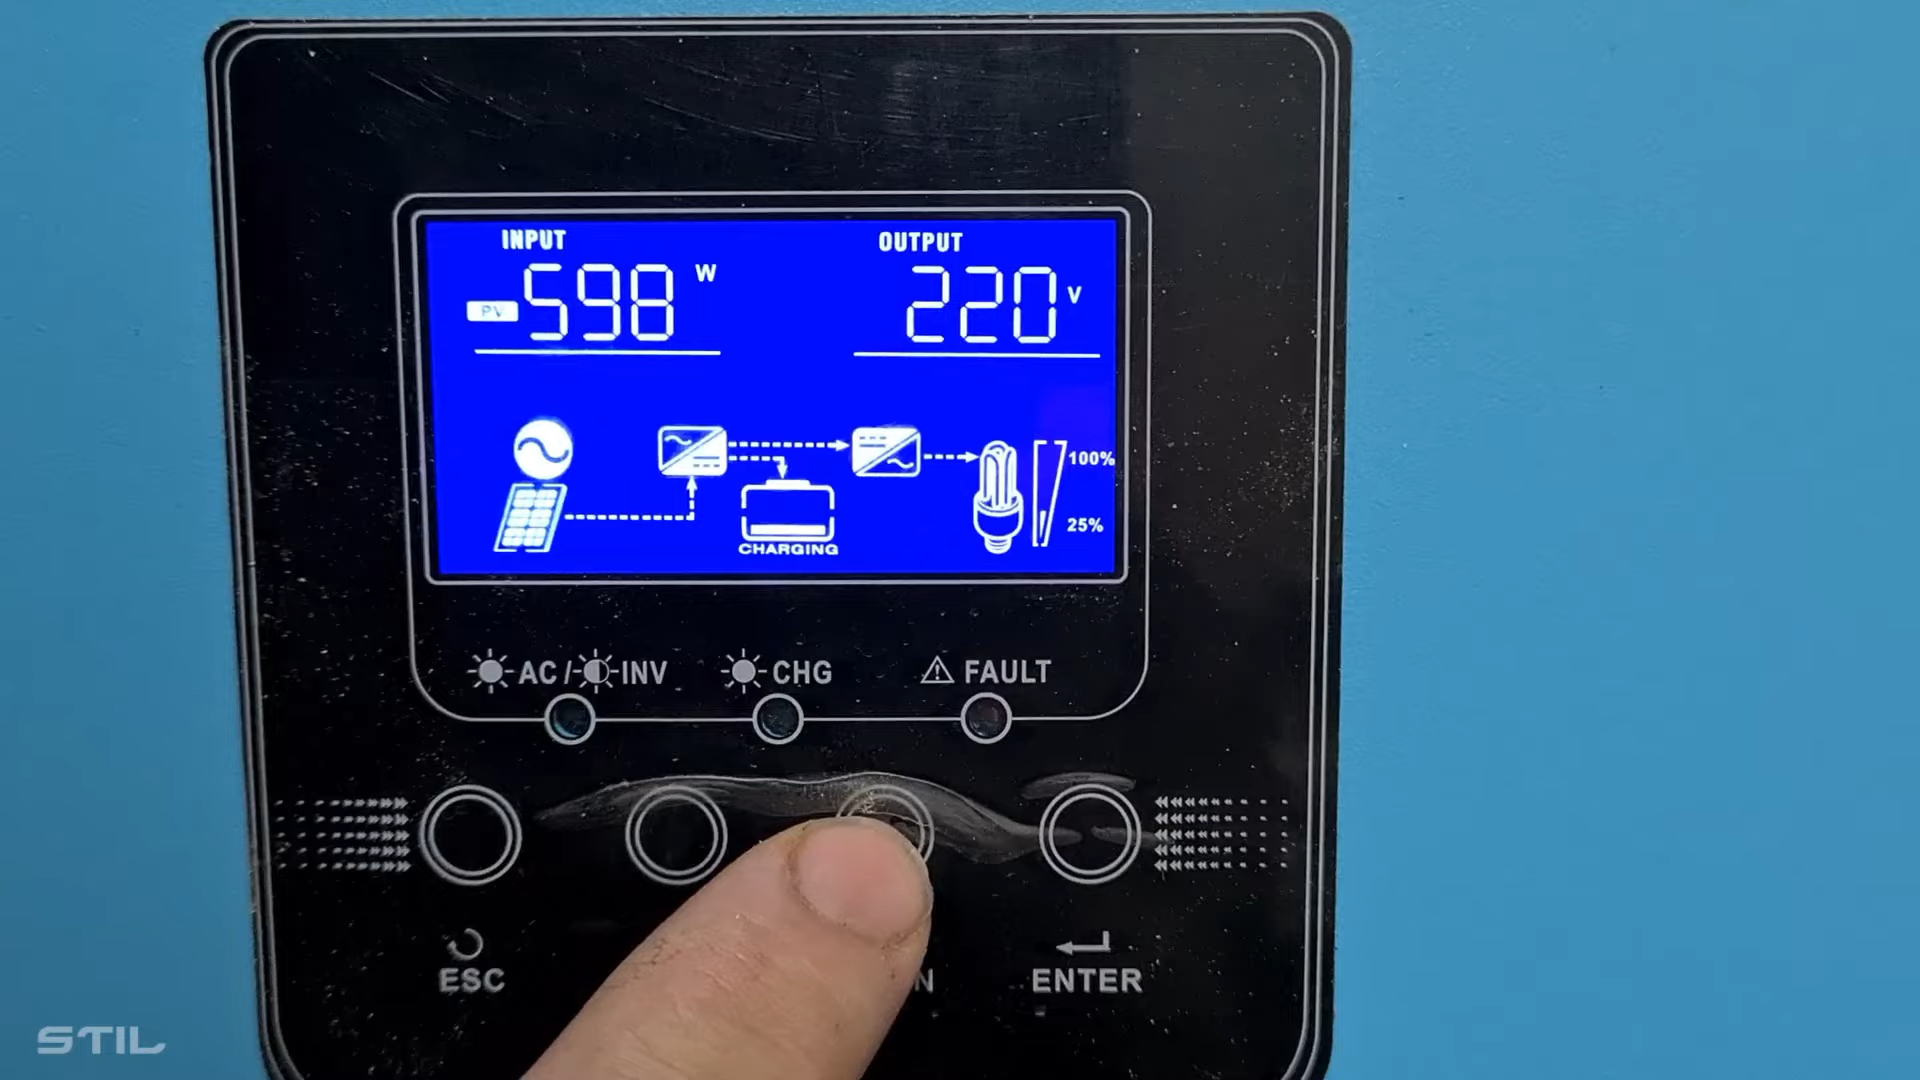 INPUT OUTPUT
PV 598 W 220 V
100%
25%
CHARGING
AC / INV CHG FAULT
ESC ENTER
STIL